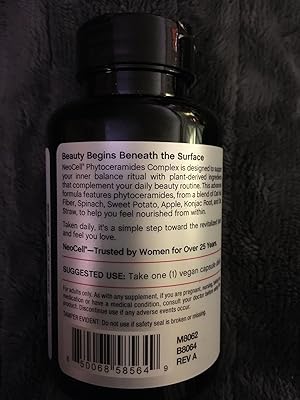 Beauty Begins Beneath the Surface
NeoCell® Phytoceramides Complex is designed to support
your inner balance ritual with plant-derived ingredients
that complement your daily beauty routine. This advanced
formula features phytoceramides, from a blend of Oat
Fiber, Spinach, Sweet Potato, Apple, Konjac Root, and
Straw, to help you feel nourished from within.
Taken daily, it's a simple step toward the revitalized
and feel you love.
NeoCell®—Trusted by Women for Over 25 Years
SUGGESTED USE: Take one (1) vegan capsule
For adults only. As with any supplement, if you are pregnant, nursing,
medication or have a medical condition, consult your doctor before
Discontinue use if any adverse events occur.
TAMPER EVIDENT: Do not use if safety seal is broken or missing.
8 50068 58564 9
M8062
B8064
REV A